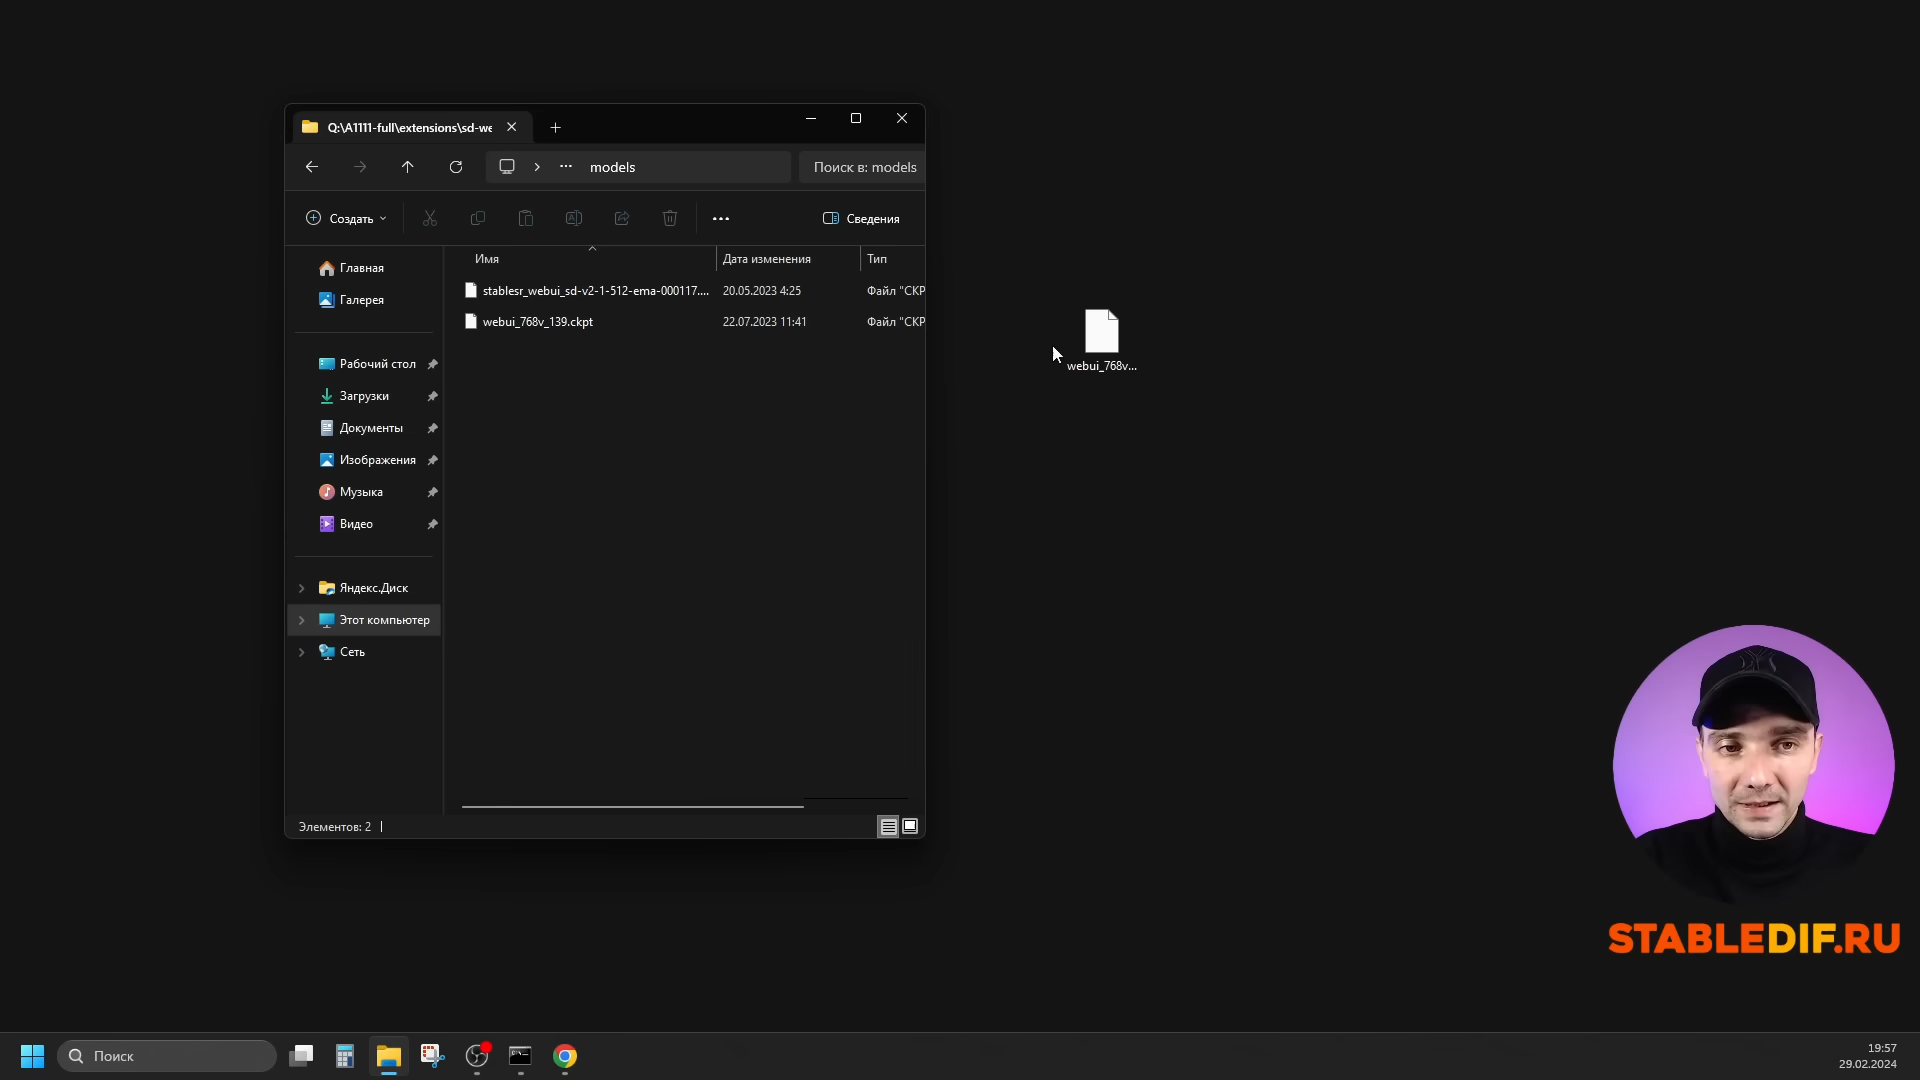 Q:\A1111-full\extensions\sd-we
models
Поиск в: models
Создать
Сведения
Имя
Дата изменения
Тип
stablesr_webui_sd-v2-1-512-ema-000117....
20.05.2023 4:25
Файл "CKP
webui_768v_139.ckpt
22.07.2023 11:41
Файл "CKP
Главная
Галерея
Рабочий стол
Загрузки
Документы
Изображения
Музыка
Видео
Яндекс.Диск
Этот компьютер
Сеть
Элементов: 2
webui_768v...
STABLEDIF.RU
Поиск
19:57
29.02.2024